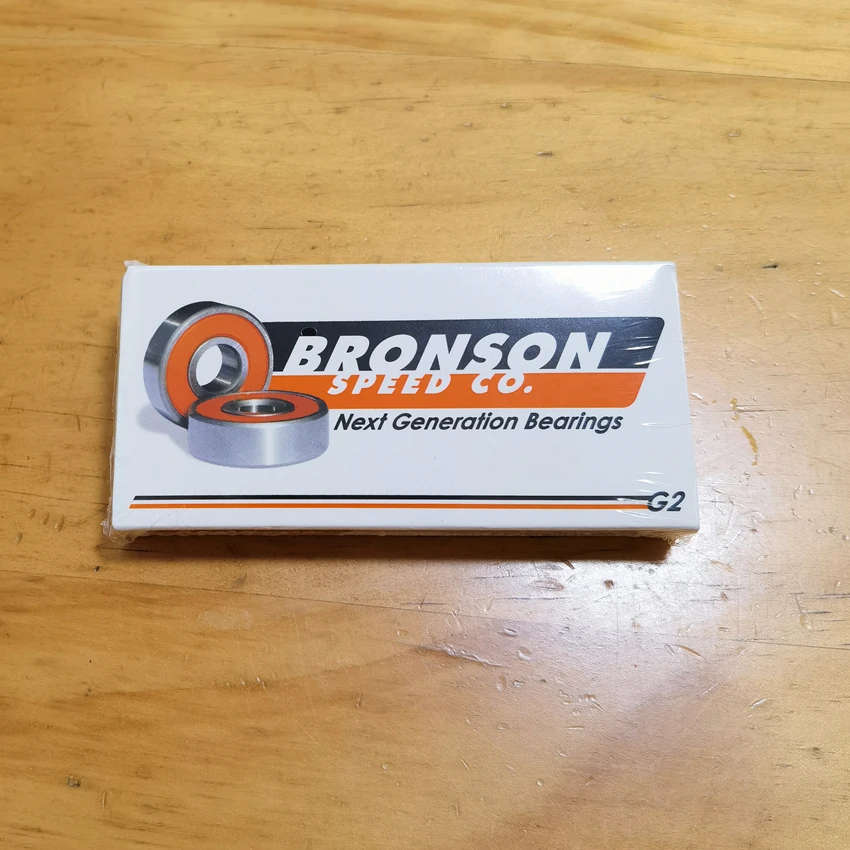 BRONSON
SPEED CO.
Next Generation Bearings
G2